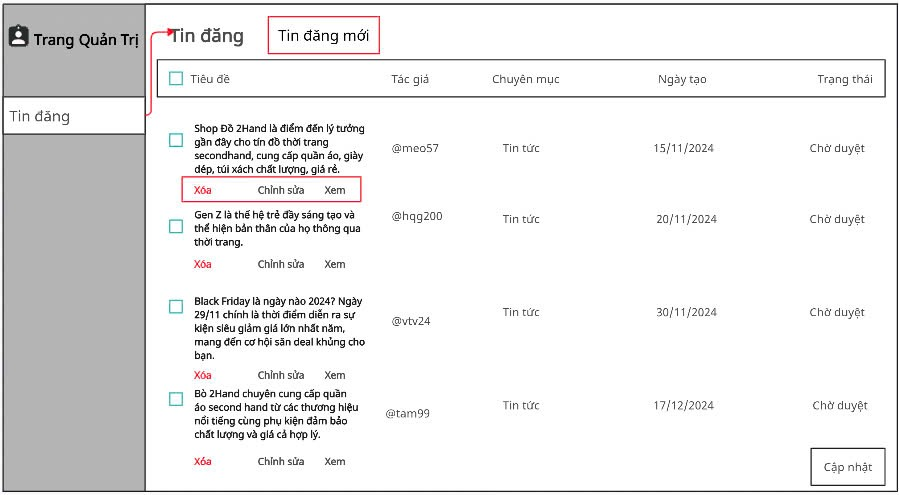 Trang Quản Trị
Tin đăng
Tin đăng
Tin đăng mới
Tiêu đề Tác giả Chuyên mục Ngày tạo Trạng thái
Shop Đồ 2Hand là điểm đến lý tưởng
gần đây cho tín đồ thời trang
secondhand, cung cấp quần áo, giày
dép, túi xách chất lượng, giá rẻ.
@meo57 Tin tức 15/11/2024 Chờ duyệt
Xóa Chỉnh sửa Xem
Gen Z là thế hệ trẻ đầy sáng tạo và
thể hiện bản thân của họ thông qua
thời trang.
@hqg200 Tin tức 20/11/2024 Chờ duyệt
Xóa Chỉnh sửa Xem
Black Friday là ngày nào 2024? Ngày
29/11 chính là thời điểm diễn ra sự
kiện siêu giảm giá lớn nhất năm,
mang đến cơ hội săn deal khủng cho
bạn.
@vtv24 Tin tức 30/11/2024 Chờ duyệt
Xóa Chỉnh sửa Xem
Bò 2Hand chuyên cung cấp quần
áo second hand từ các thương hiệu
nổi tiếng cùng phụ kiện đảm bảo
chất lượng và giá cả hợp lý.
@tam99 Tin tức 17/12/2024 Chờ duyệt
Xóa Chỉnh sửa Xem
Cập nhật